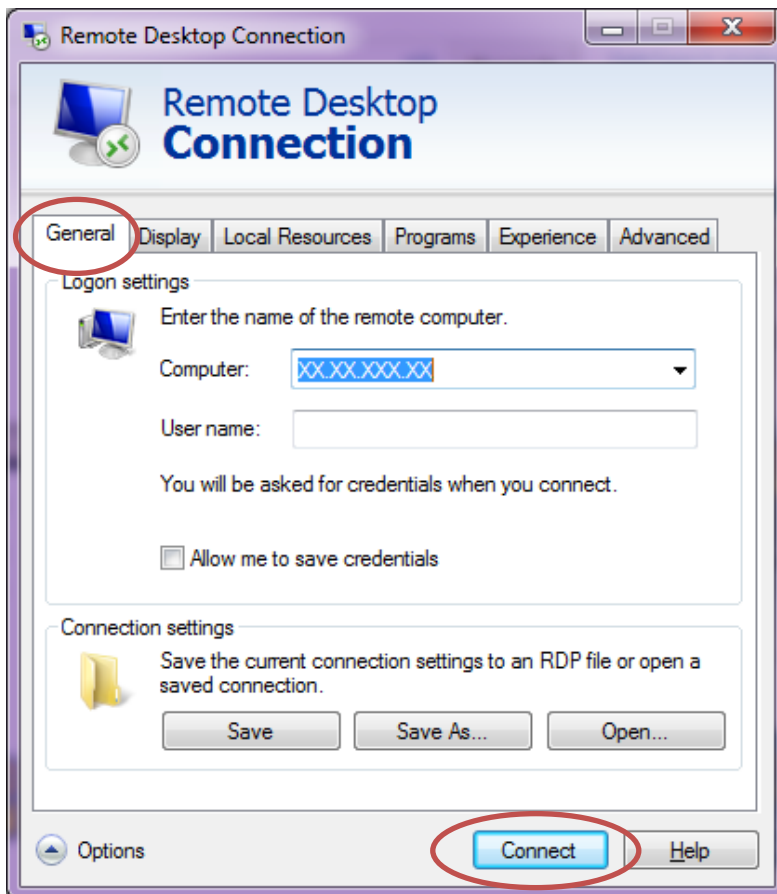 Remote Desktop Connection
Remote Desktop
Connection
General Display Local Resources Programs Experience Advanced
Logon settings
Enter the name of the remote computer.
Computer: XX.XX.XXX.XX
User name:
You will be asked for credentials when you connect.
Allow me to save credentials
Connection settings
Save the current connection settings to an RDP file or open a
saved connection.
Save Save As... Open...
Options Connect Help